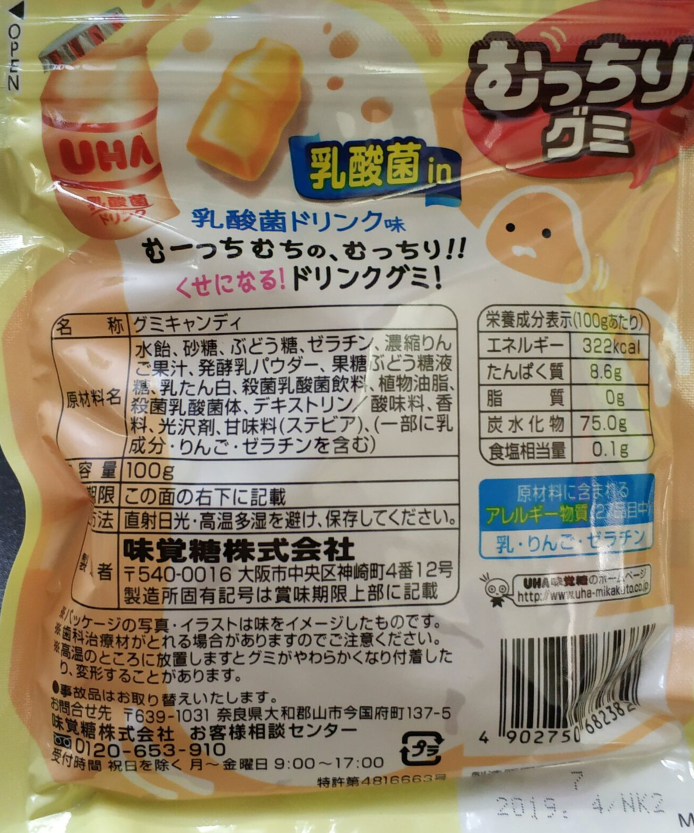 OPEN
UHA
乳酸菌
ドリンク
むっちり
グミ
乳酸菌in
乳酸菌ドリンク味
むーっちむちの、むっちり!!
くせになる!ドリンクグミ!
名 称 グミキャンディ
原材料名 水飴、砂糖、ぶどう糖、ゼラチン、濃縮りん
ご果汁、発酵乳パウダー、果糖ぶどう糖液
糖、乳たん白、殺菌乳酸菌飲料、植物油脂、
殺菌乳酸菌体、デキストリン/酸味料、香
料、光沢剤、甘味料(ステビア)、(一部に乳
成分・りんご・ゼラチンを含む)
容量 100g
期限 この面の右下に記載
方法 直射日光・高温多湿を避け、保存してください。
製 者 味覚糖株式会社
〒540-0016 大阪市中央区神崎町4番12号
製造所固有記号は賞味期限上部に記載
※パッケージの写真・イラストは味をイメージしたものです。
※歯科治療材がとれる場合がありますのでご注意ください。
※高温のところに放置しますとグミがやわらかくなり付着した
り、変形することがあります。
●事故品はお取り替えいたします。
お問合せ先 〒639-1031 奈良県大和郡山市今国府町137-5
味覚糖株式会社 お客様相談センター
0120-653-910
受付時間 祝日を除く 月~金曜日 9:00~17:00
プラ
特許第4816663号
栄養成分表示(100gあたり)
エネルギー 322kcal
たんぱく質 8.6g
脂 質 0g
炭水化物 75.0g
食塩相当量 0.1g
原材料に含まれる
アレルギー物質(27品目中)
乳・りんご・ゼラチン
UHA味覚糖のホームページ
http://www.uha-mikakuto.co.jp
4 902750 68238
7
2019. 4/NK2